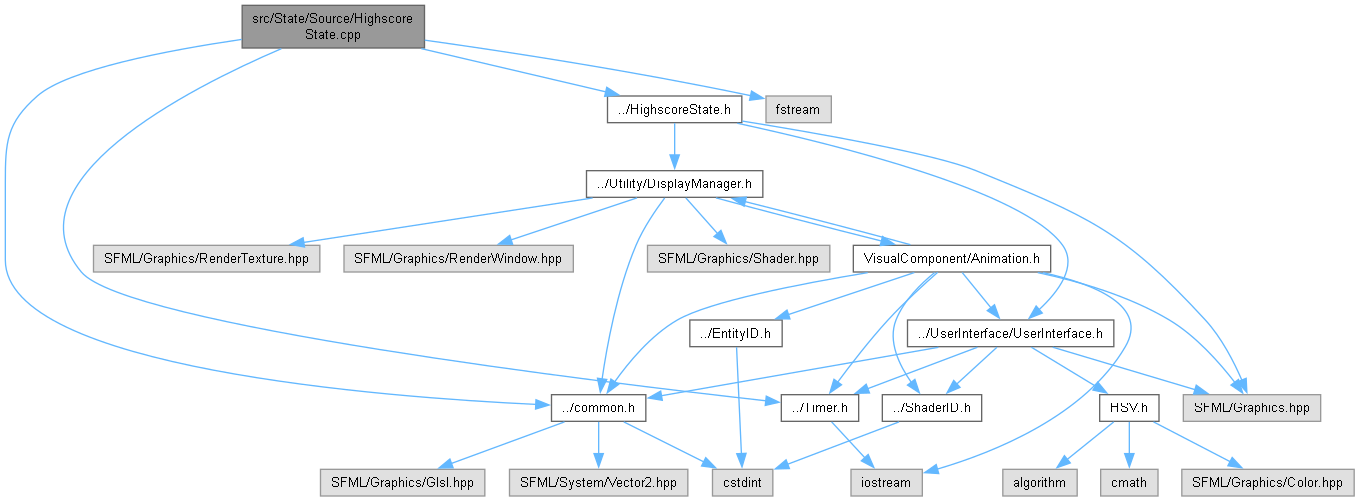 src/State/Source/Highscore
State.cpp
../HighscoreState.h
fstream
../Utility/DisplayManager.h
SFML/Graphics/RenderTexture.hpp
SFML/Graphics/RenderWindow.hpp
SFML/Graphics/Shader.hpp
VisualComponent/Animation.h
../EntityID.h
../UserInterface/UserInterface.h
../common.h
../Timer.h
../ShaderID.h
HSV.h
SFML/Graphics.hpp
SFML/Graphics/Glsl.hpp
SFML/System/Vector2.hpp
cstdint
iostream
algorithm
cmath
SFML/Graphics/Color.hpp